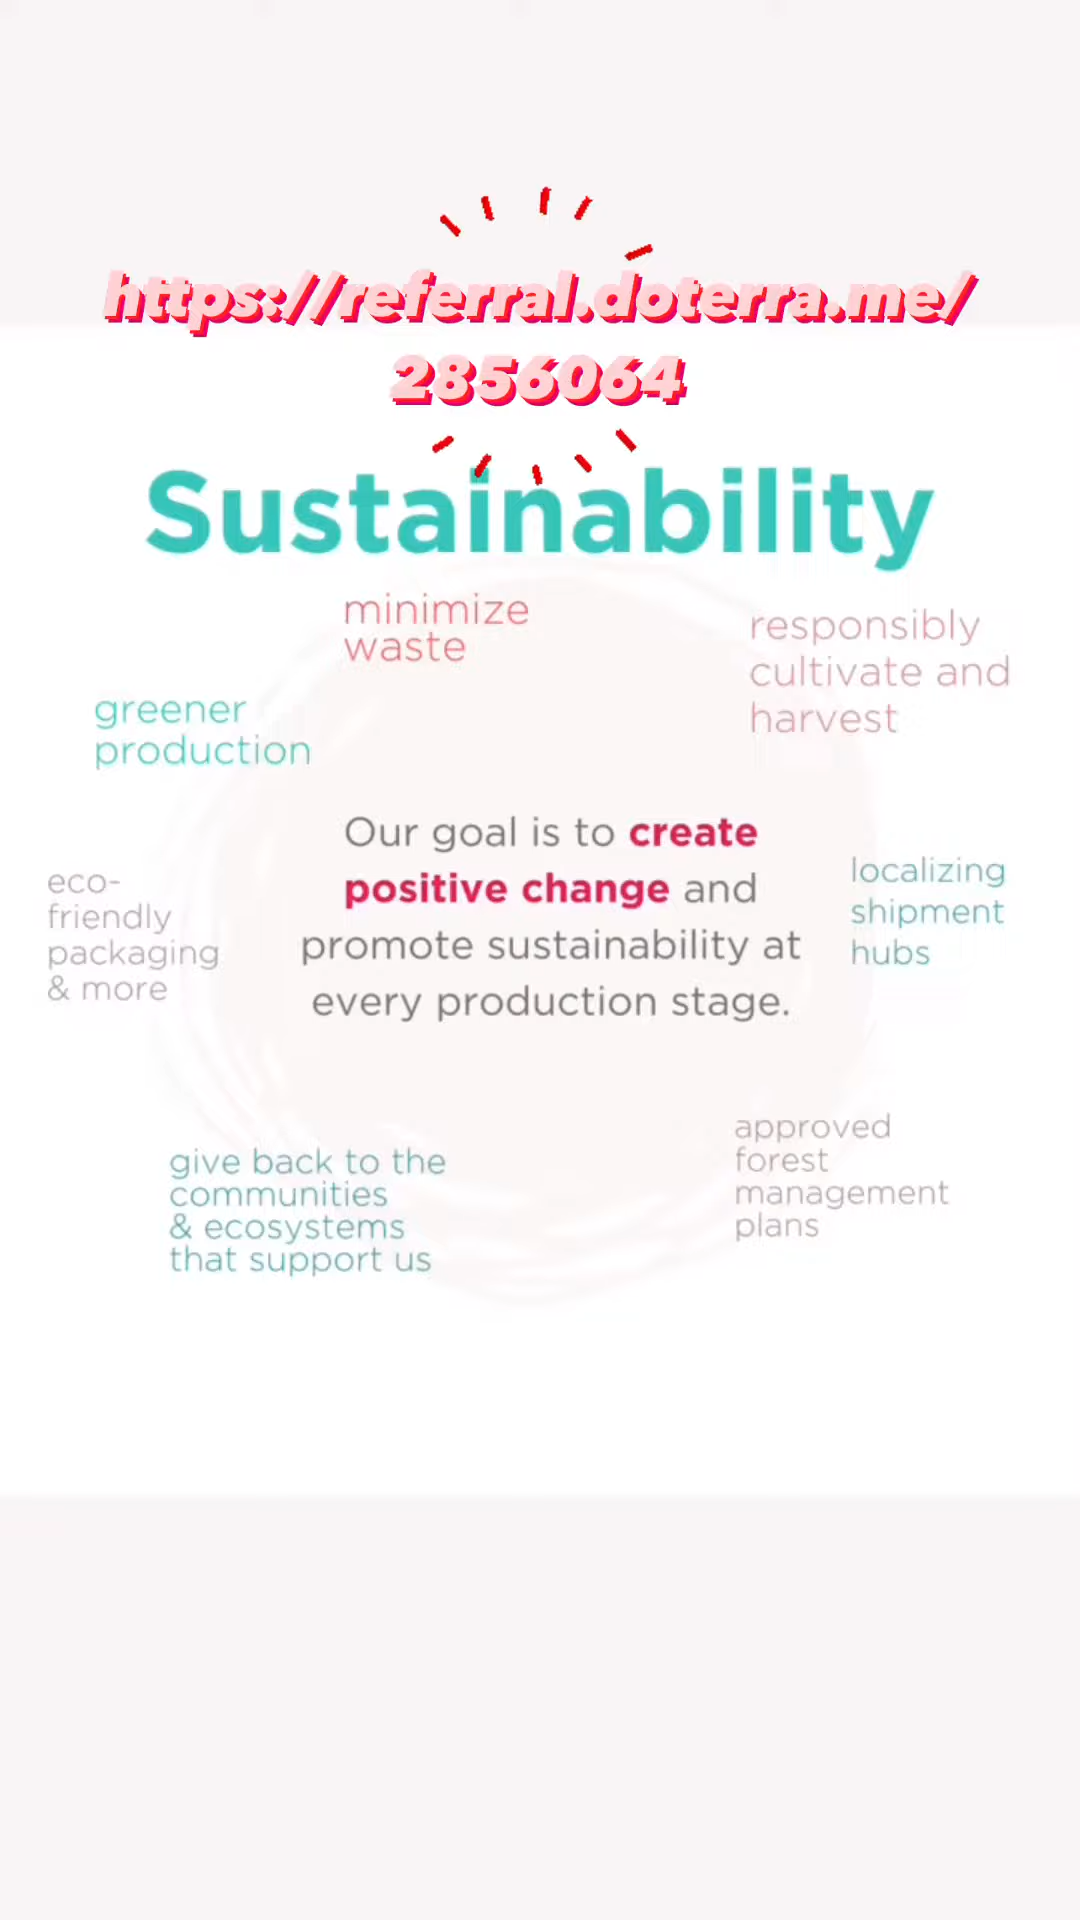 https://referral.doterra.me/
2856064
Sustainability
minimize
waste
responsibly
cultivate and
harvest
greener
production
Our goal is to create
positive change and
promote sustainability at
every production stage.
eco-
friendly
packaging
& more
localizing
shipment
hubs
give back to the
communities
& ecosystems
that support us
approved
forest
management
plans